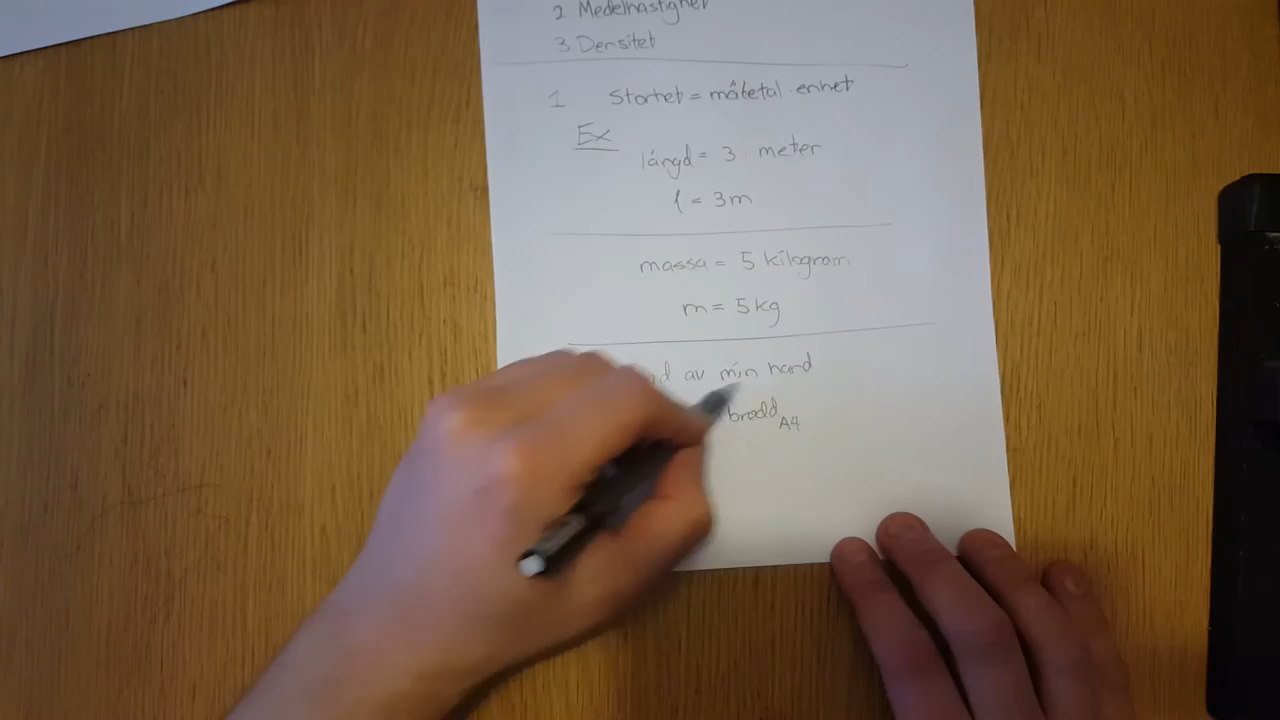 2 Medelhastighet
3 Densitet
1 Storhet = mätetal · enhet
Ex
längd = 3 · meter
l = 3m
massa = 5 kilogram
m = 5 kg
av min hand
bredd A4